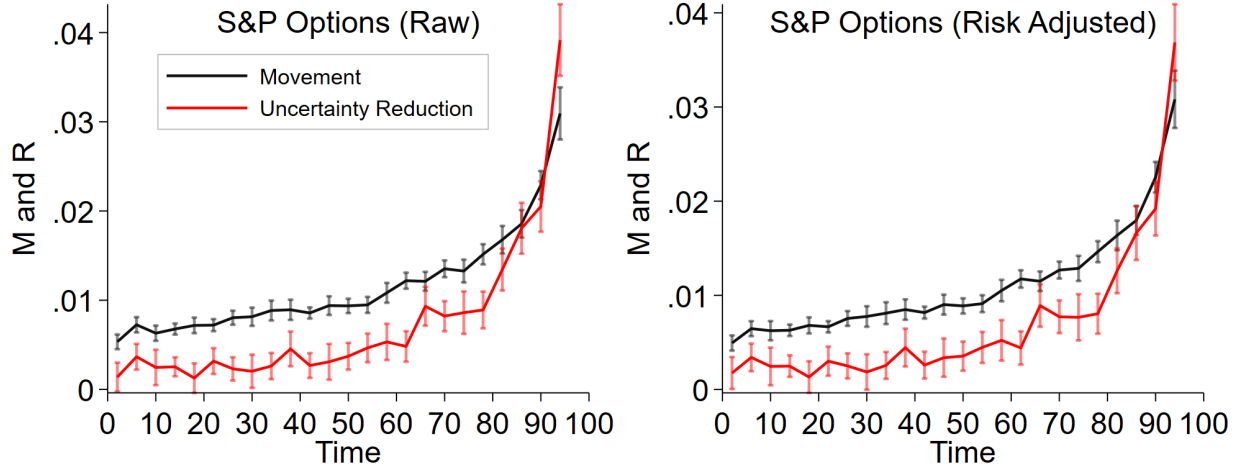 S&P Options (Raw)
M and R
.04
.03
.02
.01
0
Movement
Uncertainty Reduction
0 10 20 30 40 50 60 70 80 90 100
Time
S&P Options (Risk Adjusted)
M and R
.04
.03
.02
.01
0
0 10 20 30 40 50 60 70 80 90 100
Time